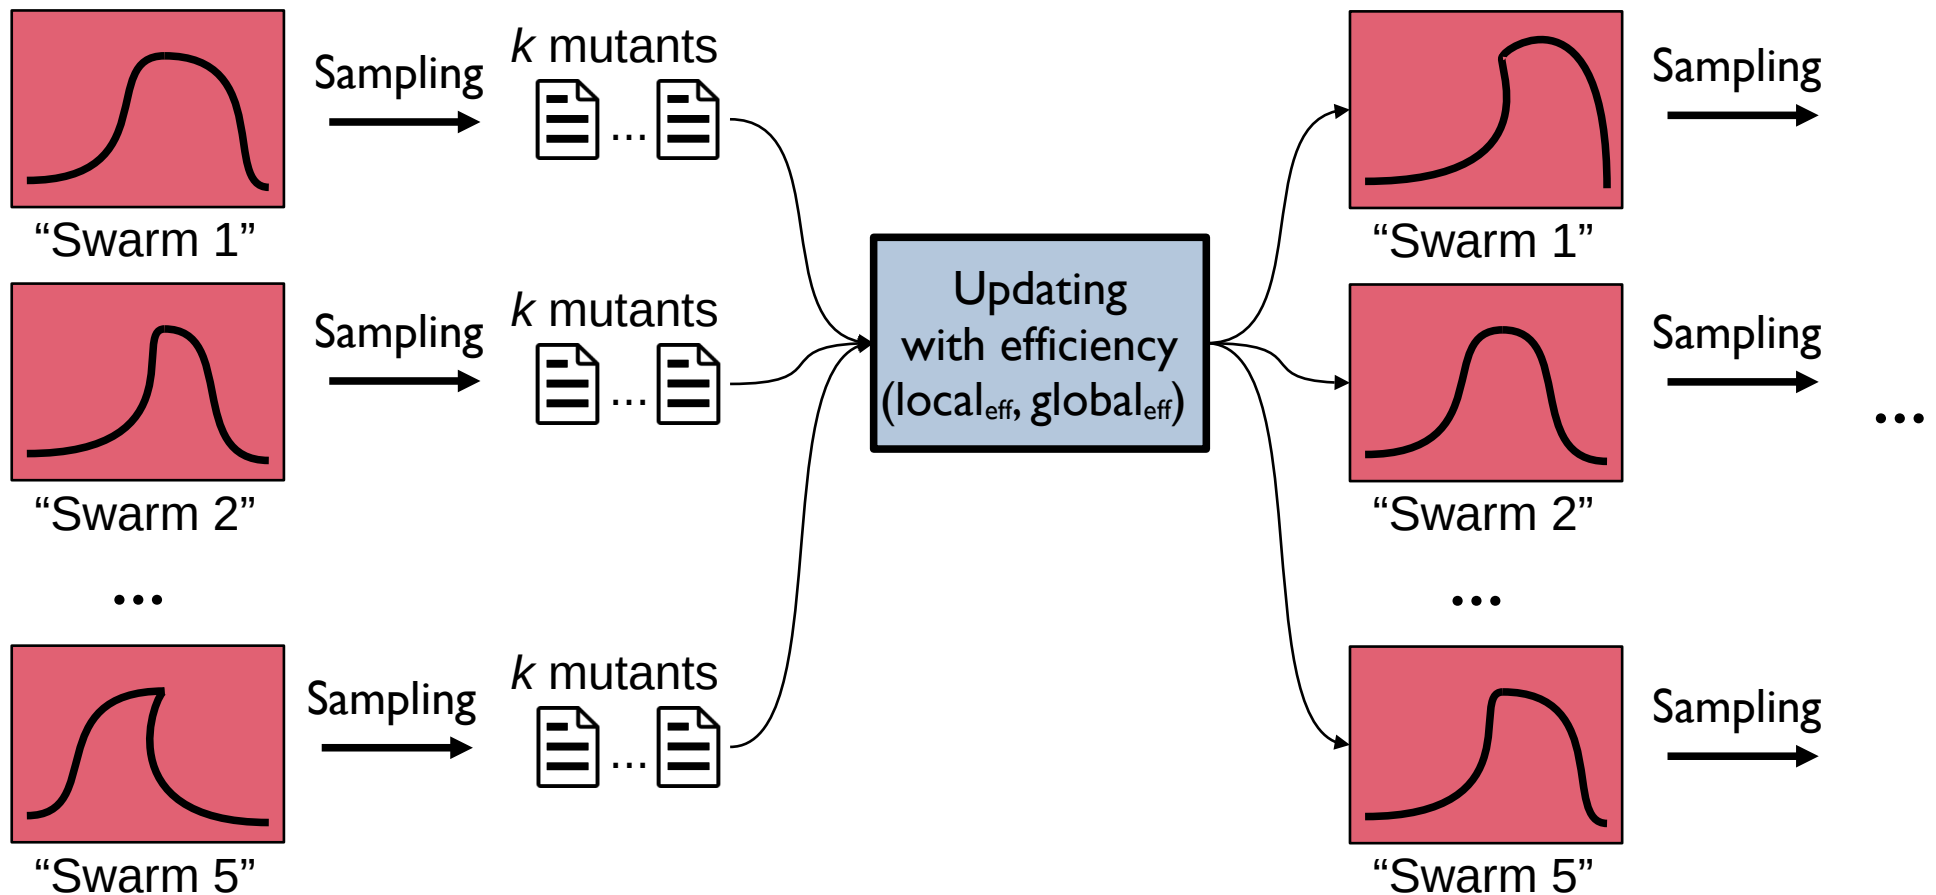 Sampling
k mutants
...
“Swarm 1”
Sampling
k mutants
...
“Swarm 2”
...
Sampling
k mutants
...
“Swarm 5”
Updating
with efficiency
(localeff, globaleff)
“Swarm 1”
Sampling
“Swarm 2”
Sampling
...
...
“Swarm 5”
Sampling